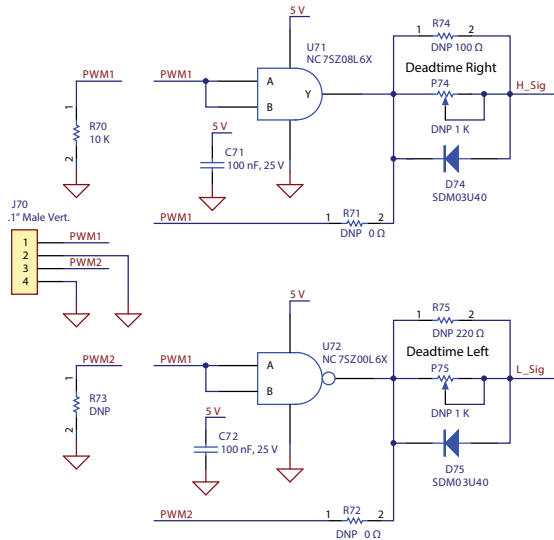 5 V
U71
NC7SZ08L6X
PWM1
PWM1
A
B
Y
1
R74
2
DNP 100 Ω
Deadtime Right
P74
H_Sig
DNP 1 K
1
R70
10 K
2
5 V
C71
100 nF, 25 V
D74
SDM03U40
J70
.1" Male Vert.
1
PWM1
2
3
PWM2
4
PWM1
1
R71
2
DNP 0 Ω
5 V
U72
NC7SZ00L6X
PWM2
PWM1
A
B
1
R75
2
DNP 220 Ω
Deadtime Left
P75
L_Sig
DNP 1 K
1
R73
DNP
2
5 V
C72
100 nF, 25 V
D75
SDM03U40
PWM2
1
R72
2
DNP 0 Ω